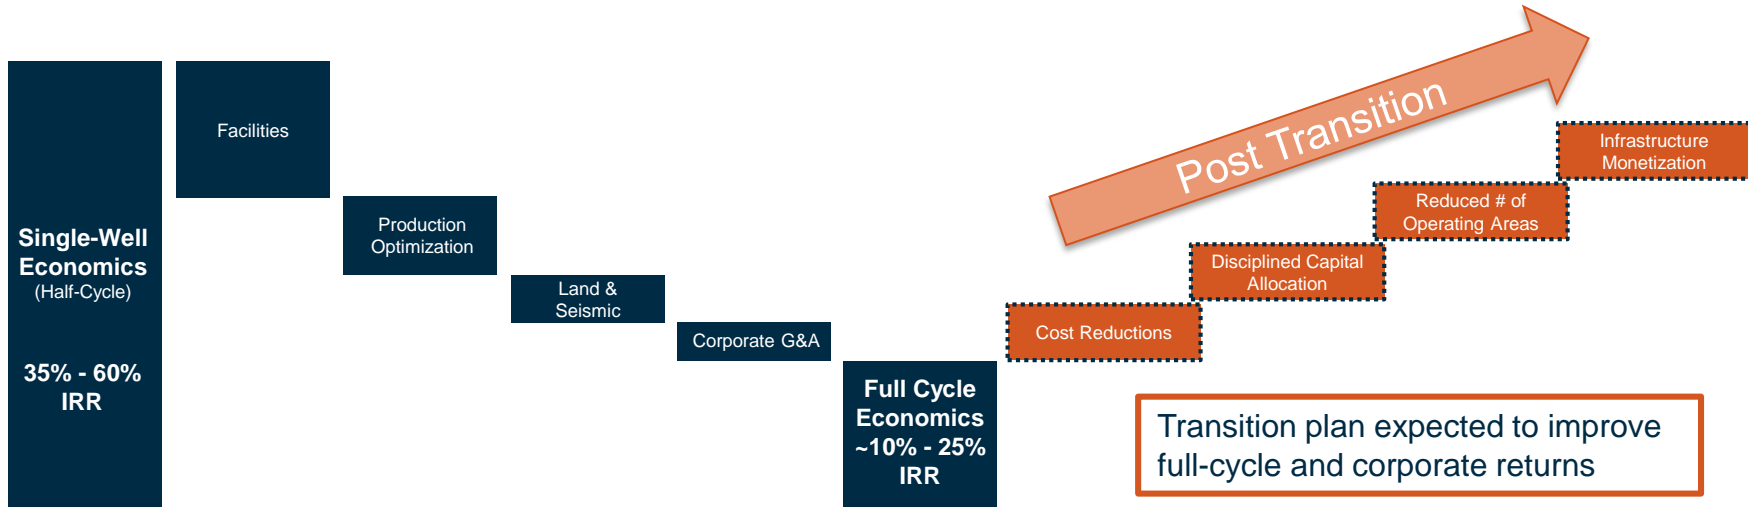 Single-Well
Economics
(Half-Cycle)
35% - 60%
IRR
Facilities
Production
Optimization
Land &
Seismic
Corporate G&A
Full Cycle
Economics
~10% - 25%
IRR
Cost Reductions
Disciplined Capital
Allocation
Reduced # of
Operating Areas
Infrastructure
Monetization
Post Transition
Transition plan expected to improve
full-cycle and corporate returns